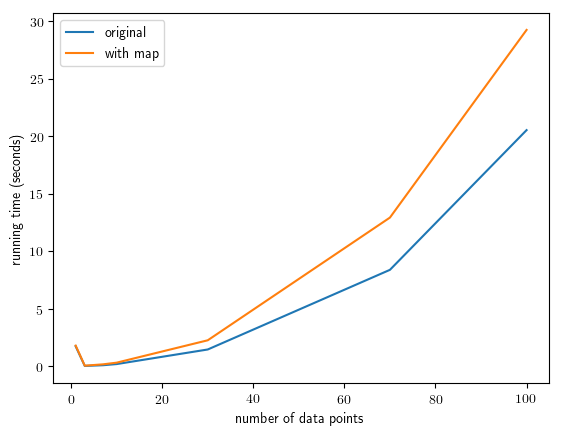 30
original
with map
25
20
15
10
5
0
running time (seconds)
0 20 40 60 80 100
number of data points